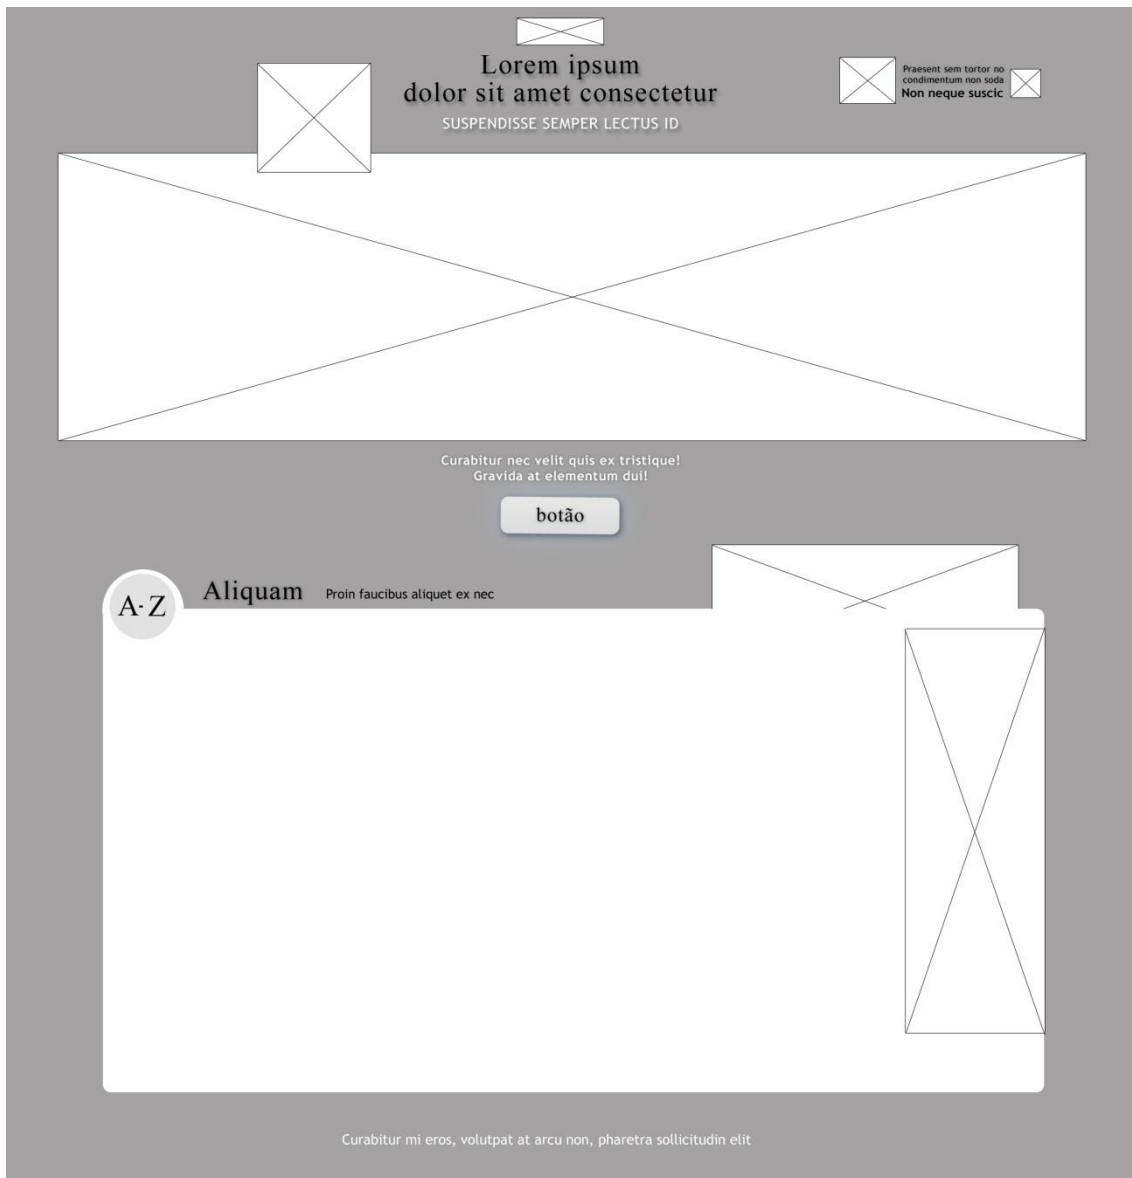 Lorem ipsum
dolor sit amet consectetur
SUSPENDISSE SEMPER LECTUS ID
Praesent sem tortor no
condimentum non soda
Non neque suscic
Curabitur nec velit quis ex tristique!
Gravida at elementum dui!
botão
A-Z
Aliquam
Proin faucibus aliquet ex nec
Curabitur mi eros, volutpat at arcu non, pharetra sollicitudin elit